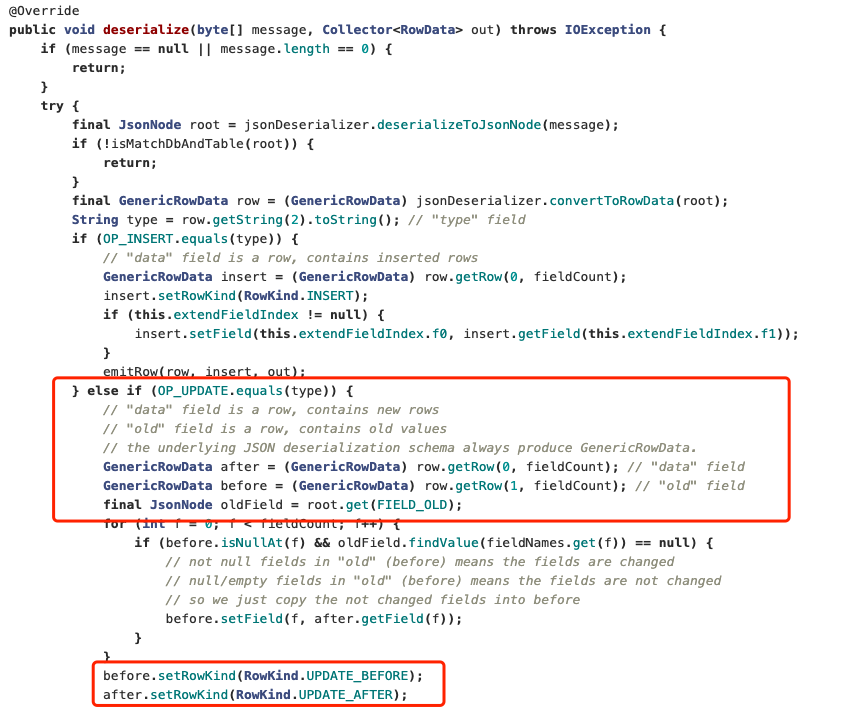 @Override
public void deserialize(byte[] message, Collector<RowData> out) throws IOException {
    if (message == null || message.length == 0) {
        return;
    }
    try {
        final JsonNode root = jsonDeserializer.deserializeToJsonNode(message);
        if (!isMatchDbAndTable(root)) {
            return;
        }
        final GenericRowData row = (GenericRowData) jsonDeserializer.convertToRowData(root);
        String type = row.getString(2).toString(); // "type" field
        if (OP_INSERT.equals(type)) {
            // "data" field is a row, contains inserted rows
            GenericRowData insert = (GenericRowData) row.getRow(0, fieldCount);
            insert.setRowKind(RowKind.INSERT);
            if (this.extendFieldIndex != null) {
                insert.setField(this.extendFieldIndex.f0, insert.getField(this.extendFieldIndex.f1));
            }
            emitRow(row, insert, out);
        } else if (OP_UPDATE.equals(type)) {
            // "data" field is a row, contains new rows
            // "old" field is a row, contains old values
            // the underlying JSON deserialization schema always produce GenericRowData.
            GenericRowData after = (GenericRowData) row.getRow(0, fieldCount); // "data" field
            GenericRowData before = (GenericRowData) row.getRow(1, fieldCount); // "old" field
            final JsonNode oldField = root.get(FIELD_OLD);
            for (int f = 0; f < fieldCount; f++) {
                if (before.isNullAt(f) && oldField.findValue(fieldNames.get(f)) == null) {
                    // not null fields in "old" (before) means the fields are changed
                    // null/empty fields in "old" (before) means the fields are not changed
                    // so we just copy the not changed fields into before
                    before.setField(f, after.getField(f));
                }
            }
            before.setRowKind(RowKind.UPDATE_BEFORE);
            after.setRowKind(RowKind.UPDATE_AFTER);